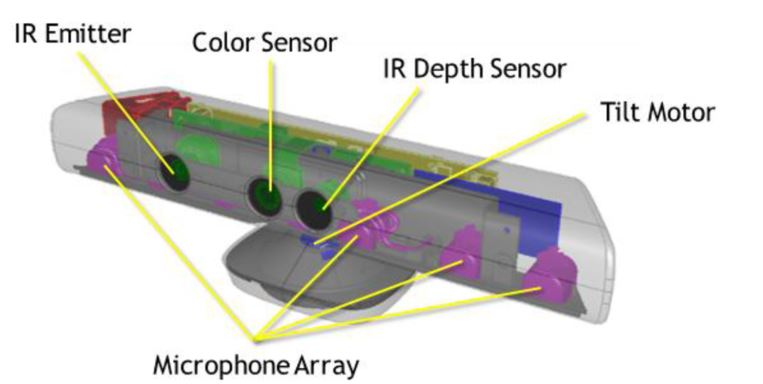 IR Emitter
Color Sensor
IR Depth Sensor
Tilt Motor
Microphone Array